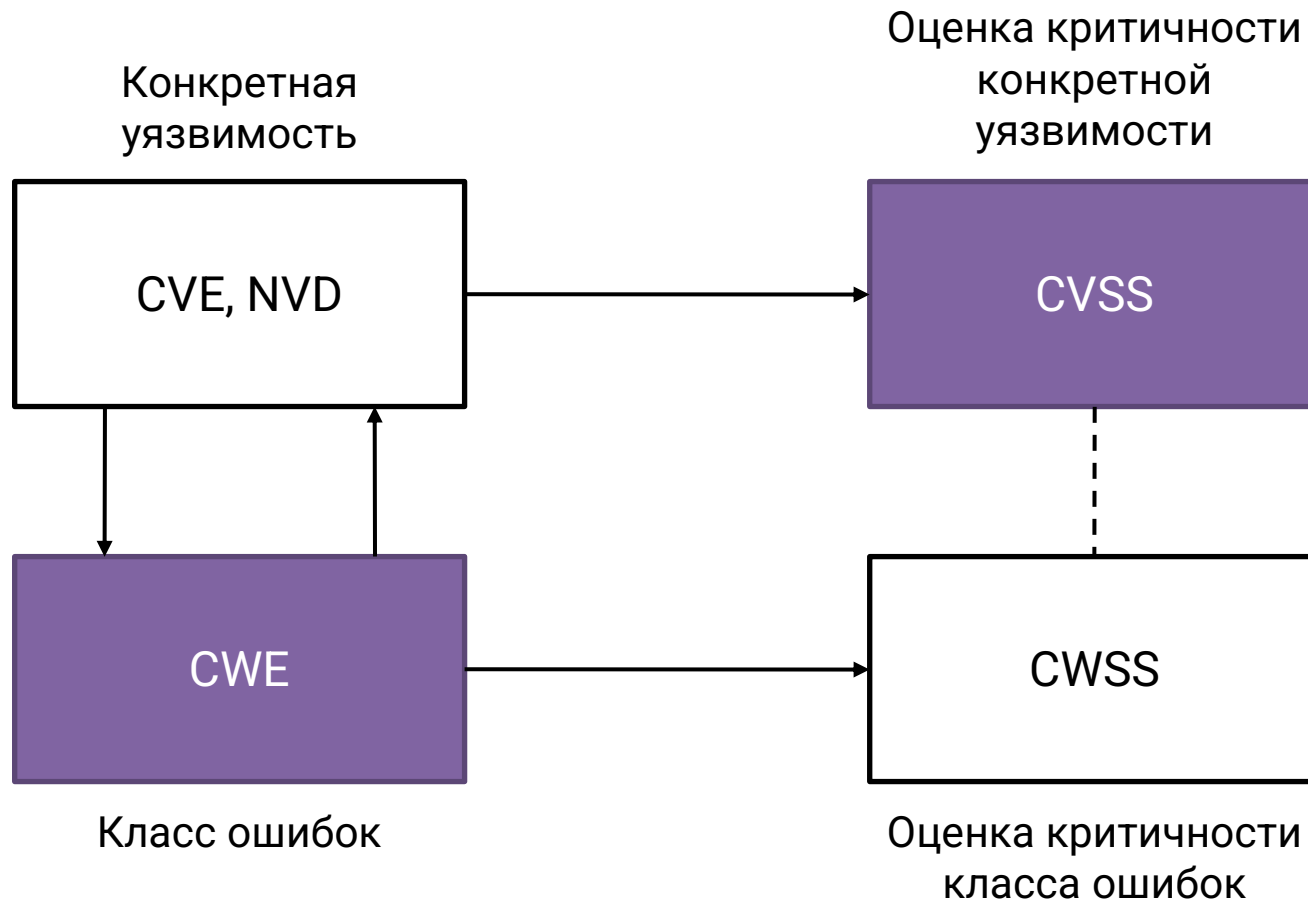 Конкретная
уязвимость
Оценка критичности
конкретной
уязвимости
CVE, NVD
CVSS
CWE
CWSS
Класс ошибок
Оценка критичности
класса ошибок